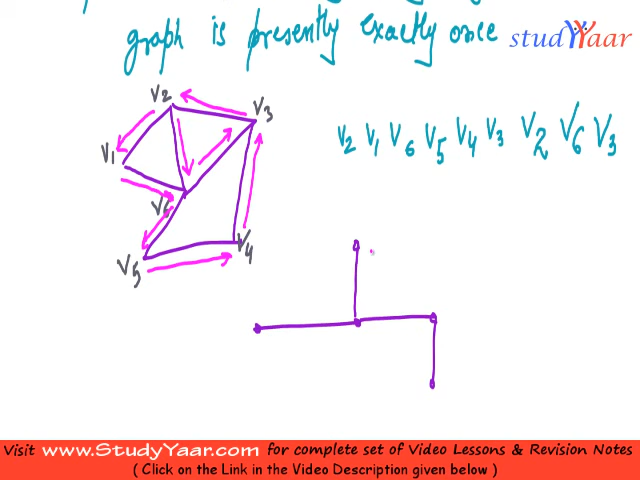 graph is presently exactly once
studYYaar
V2
V3
V1
V6
V5
V4
V2 V1 V6 V5 V4 V3 V2 V6 V3
Visit www.StudyYaar.com for complete set of Video Lessons & Revision Notes
( Click on the Link in the Video Description given below )